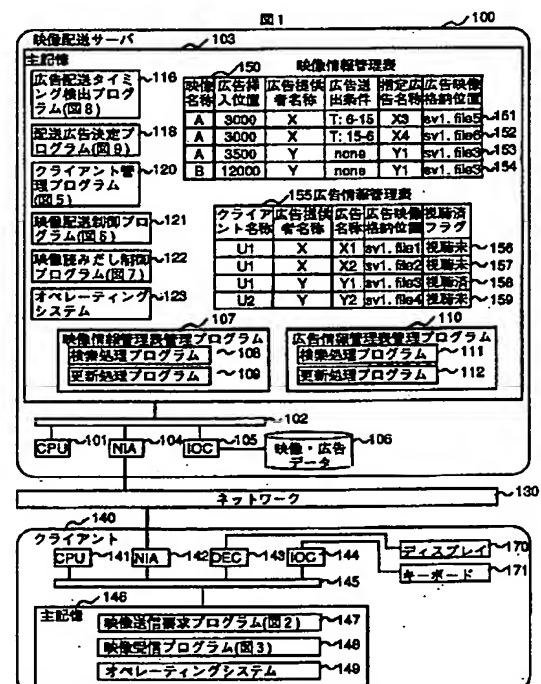 図1
100
映像配送サーバ
103
主記憶
広告配送タイミ
ング検出プログ
ラム(図8)
116
配送広告決定プ
ログラム(図9)
118
クライアント管
理プログラム
(図5)
120
映像配送制御プロ
グラム(図6)
121
映像読みだし制御
プログラム(図7)
122
オペレーティング
システム
123
150
映像情報管理表
映像名称 広告挿入位置 広告提供者名称 広告送出条件 指定広告名称 広告映像格納位置
A 3000 X T: 6-15 X3 sv1.file5 151
A 3000 X T: 15-6 X4 sv1.file6 152
A 3500 Y none Y1 sv1.file3 153
B 12000 Y none Y1 sv1.file3 154
155 広告情報管理表
クライアント名称 広告提供者名称 広告名称 広告映像格納位置 視聴済フラグ
U1 X X1 sv1.file1 視聴未 156
U1 X X2 sv1.file2 視聴未 157
U1 Y Y1 sv1.file3 視聴済 158
U2 Y Y2 sv1.file4 視聴未 159
107
映像情報管理表管理プログラム
検索処理プログラム 108
更新処理プログラム 109
110
広告情報管理表管理プログラム
検索処理プログラム 111
更新処理プログラム 112
102
CPU 101 NIA 104 IOC 105
映像・広告
データ
106
ネットワーク 130
140
クライアント
CPU 141 NIA 142 DEC 143 IOC 144
ディスプレイ 170
キーボード 171
145
146
主記憶
映像送信要求プログラム(図2) 147
映像受信プログラム(図3) 148
オペレーティングシステム 149